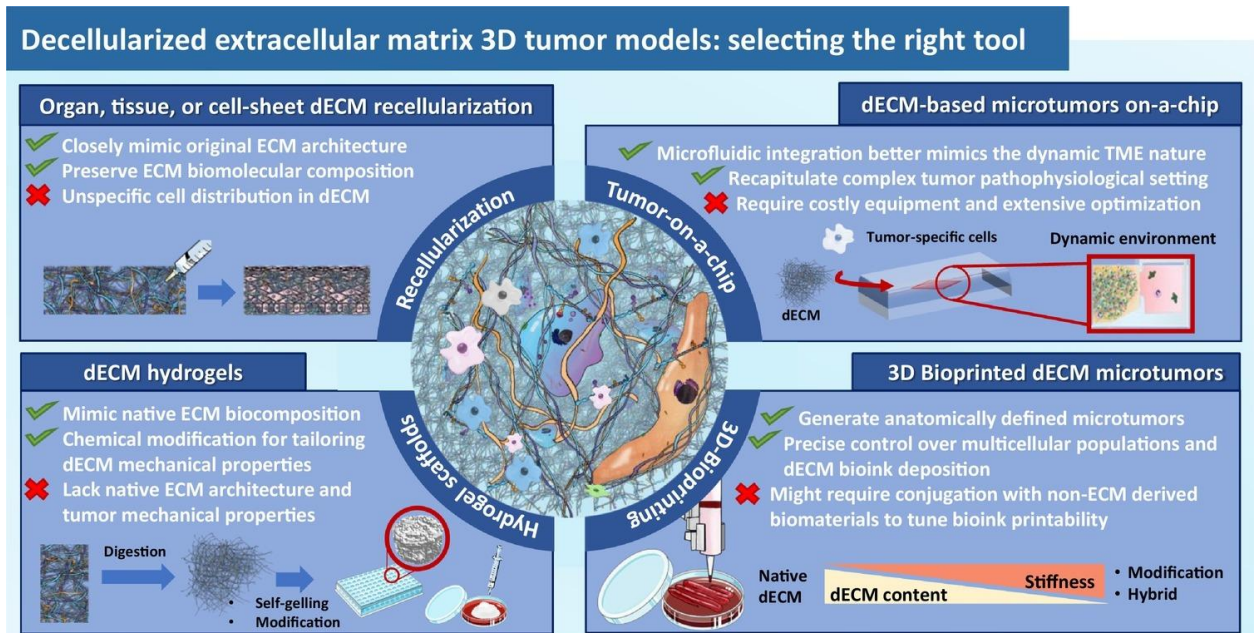 Decellularized extracellular matrix 3D tumor models: selecting the right tool
Organ, tissue, or cell-sheet dECM recellularization
Closely mimic original ECM architecture
Preserve ECM biomolecular composition
Unspecific cell distribution in dECM
dECM-based microtumors on-a-chip
Microfluidic integration better mimics the dynamic TME nature
Recapitulate complex tumor pathophysiological setting
Require costly equipment and extensive optimization
Tumor-specific cells
Dynamic environment
dECM
Recellularization
Tumor-on-a-chip
Hydrogel scaffolds
3D-Bioprinting
dECM hydrogels
Mimic native ECM biocomposition
Chemical modification for tailoring
dECM mechanical properties
Lack native ECM architecture and
tumor mechanical properties
Digestion
• Self-gelling
• Modification
3D Bioprinted dECM microtumors
Generate anatomically defined microtumors
Precise control over multicellular populations and
dECM bioink deposition
Might require conjugation with non-ECM derived
biomaterials to tune bioink printability
Native
dECM
Stiffness
dECM content
• Modification
• Hybrid